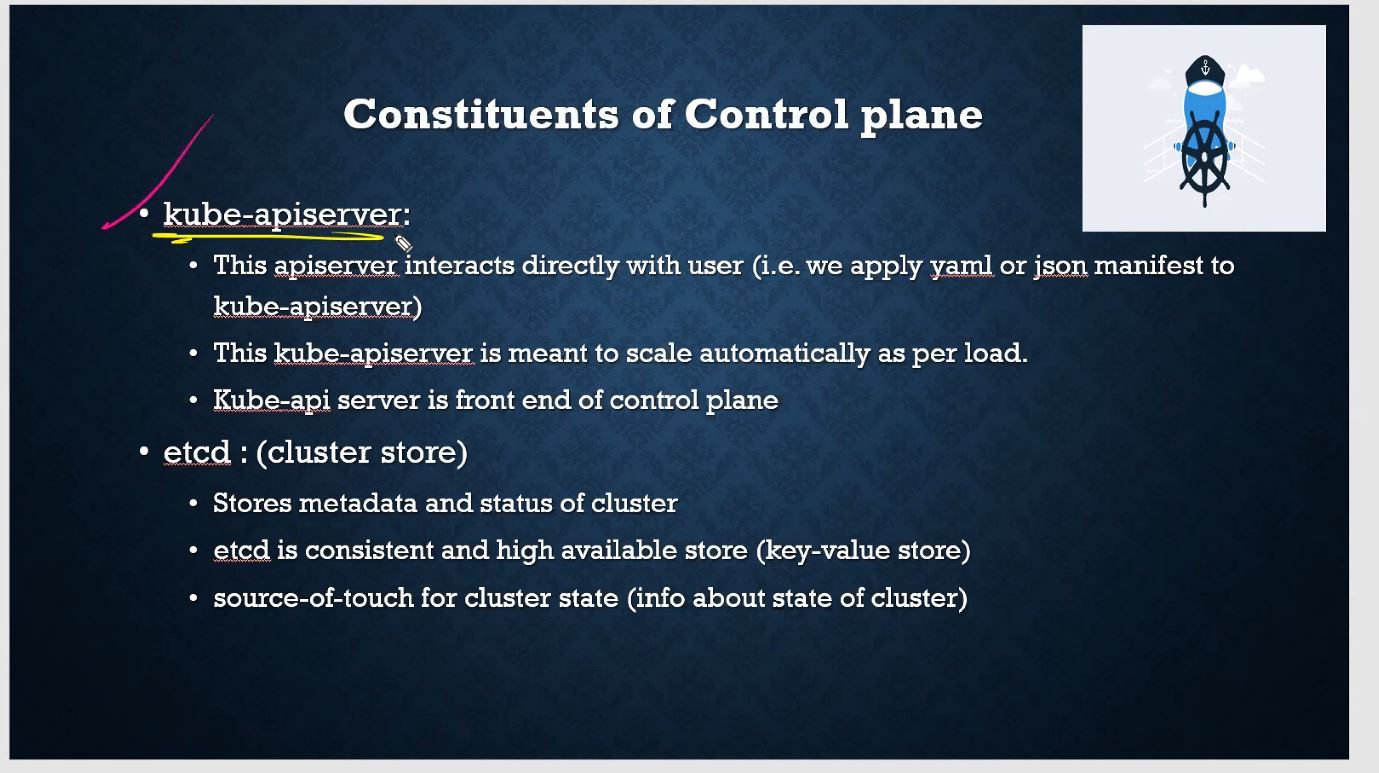 Constituents of Control plane
• kube-apiserver:
• This apiserver interacts directly with user (i.e. we apply yaml or json manifest to
kube-apiserver)
• This kube-apiserver is meant to scale automatically as per load.
• Kube-api server is front end of control plane
• etcd : (cluster store)
• Stores metadata and status of cluster
• etcd is consistent and high available store (key-value store)
• source-of-touch for cluster state (info about state of cluster)